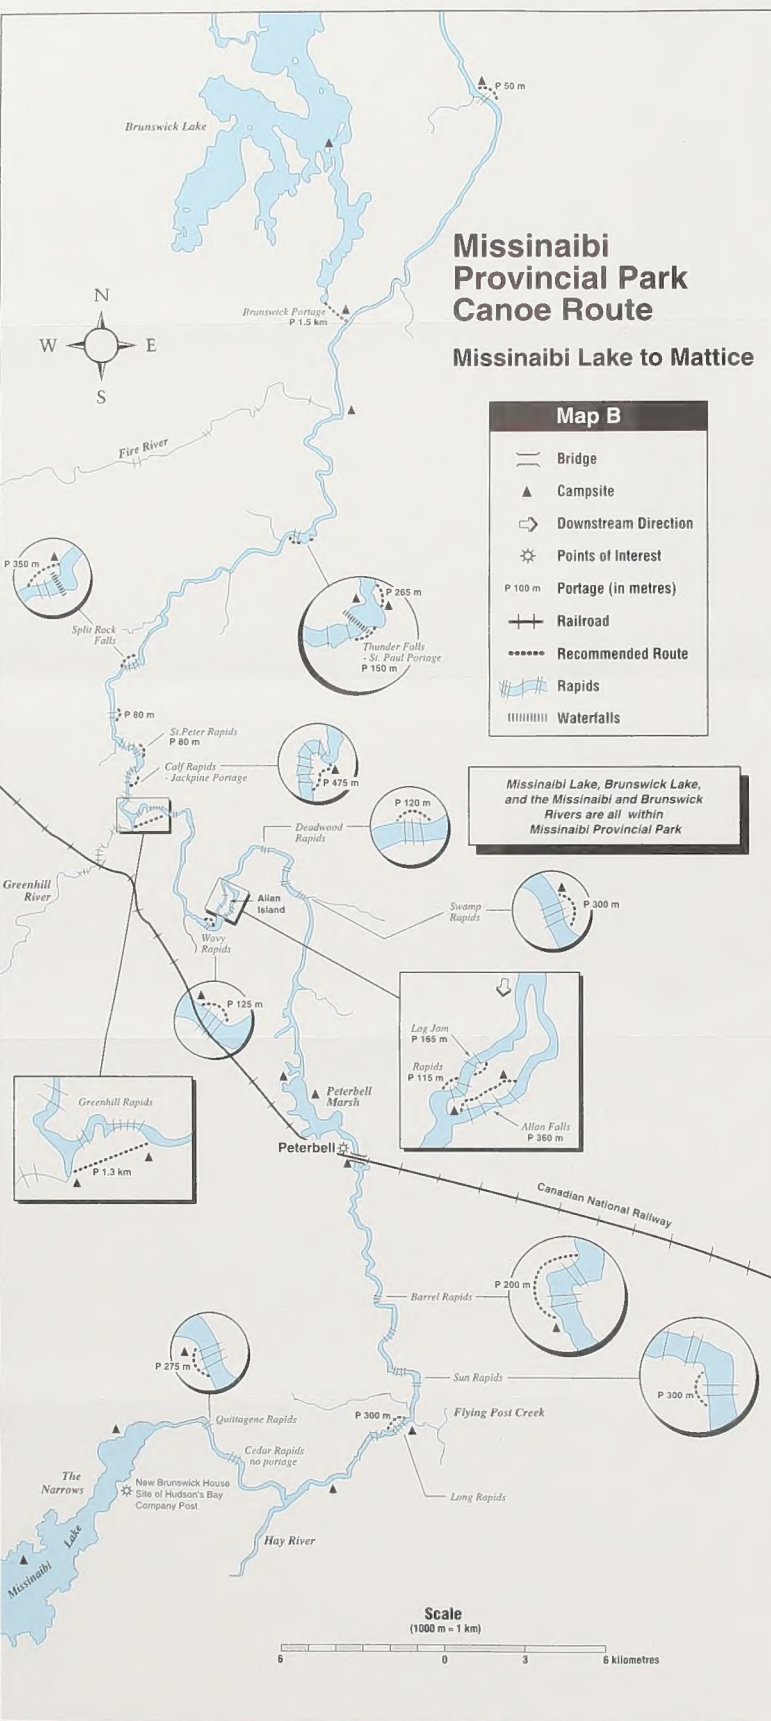 P 50 m
Brunswick Lake
Missinaibi
Provincial Park
Canoe Route
Missinaibi Lake to Mattice
N
W E
S
Brunswick Portage
P 1.5 km
Map B
Bridge
Campsite
Downstream Direction
Points of Interest
P 100 m Portage (in metres)
Railroad
Recommended Route
Rapids
Waterfalls
Fire River
P 350 m
Split Rock
Falls
P 265 m
Thunder Falls
- St. Paul Portage
P 150 m
P 80 m
St.Peter Rapids
P 80 m
Calf Rapids
- Jackpine Portage
P 475 m
Missinaibi Lake, Brunswick Lake,
and the Missinaibi and Brunswick
Rivers are all within
Missinaibi Provincial Park
Deadwood
Rapids
P 120 m
Greenhill
River
Allan
Island
Swamp
Rapids
P 300 m
Wavy
Rapids
P 125 m
Log Jam
P 165 m
Rapids
P 115 m
Allan Falls
P 360 m
Greenhill Rapids
P 1.3 km
Peterbell
Marsh
Peterbell
Canadian National Railway
P 200 m
Barrel Rapids
Sun Rapids
P 300 m
P 275 m
Quittagene Rapids
P 300 m
Flying Post Creek
Cedar Rapids
no portage
Long Rapids
The
Narrows
New Brunswick House
Site of Hudson's Bay
Company Post
Hay River
Missinaibi Lake
Scale
(1000 m = 1 km)
6 0 3 6 kilometres